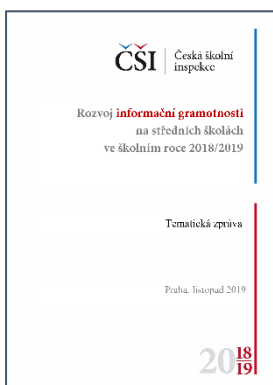 ČŠI
Česká školní
inspekce
Rozvoj informační gramotnosti
na středních školách
ve školním roce 2018/2019
Tematická zpráva
Praha, listopad 2019
20 18
19